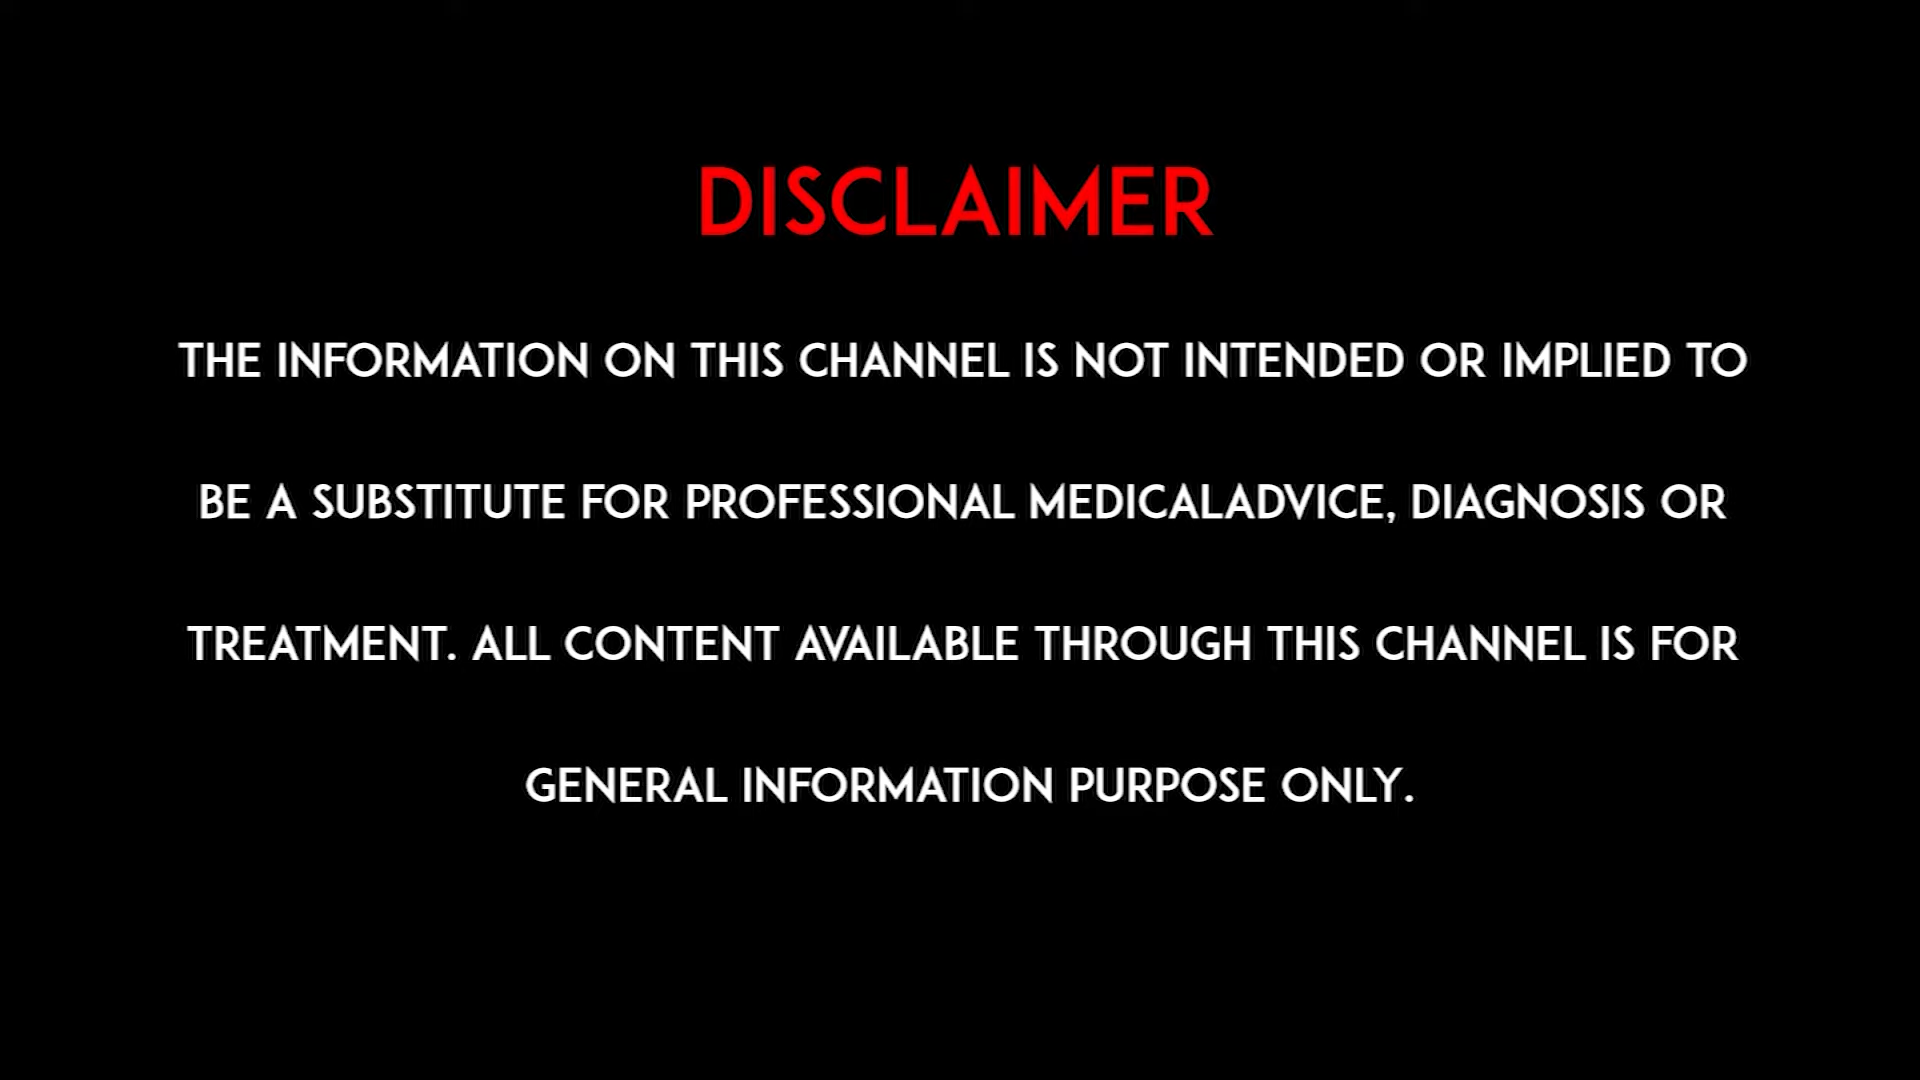 DISCLAIMER
THE INFORMATION ON THIS CHANNEL IS NOT INTENDED OR IMPLIED TO
BE A SUBSTITUTE FOR PROFESSIONAL MEDICALADVICE, DIAGNOSIS OR
TREATMENT. ALL CONTENT AVAILABLE THROUGH THIS CHANNEL IS FOR
GENERAL INFORMATION PURPOSE ONLY.